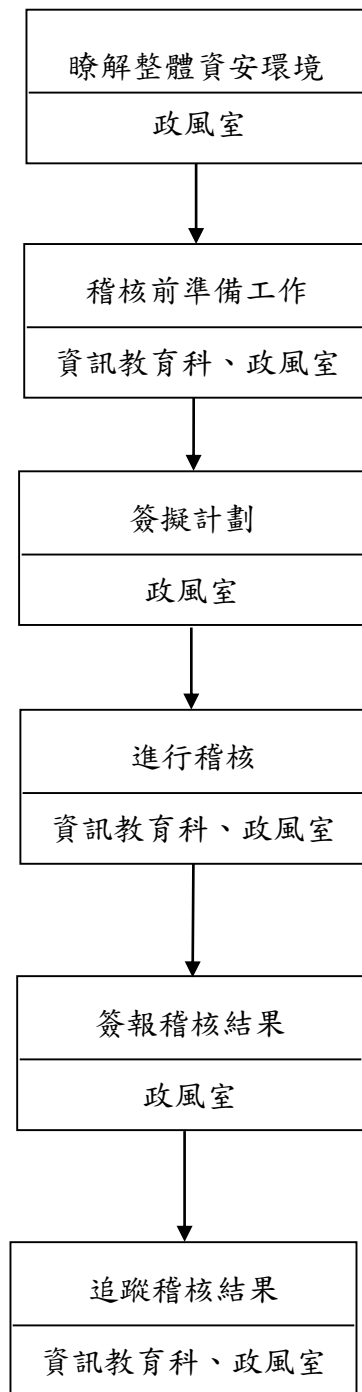 瞭解整體資安環境
政風室
稽核前準備工作
資訊教育科、政風室
簽擬計劃
政風室
進行稽核
資訊教育科、政風室
簽報稽核結果
政風室
追蹤稽核結果
資訊教育科、政風室